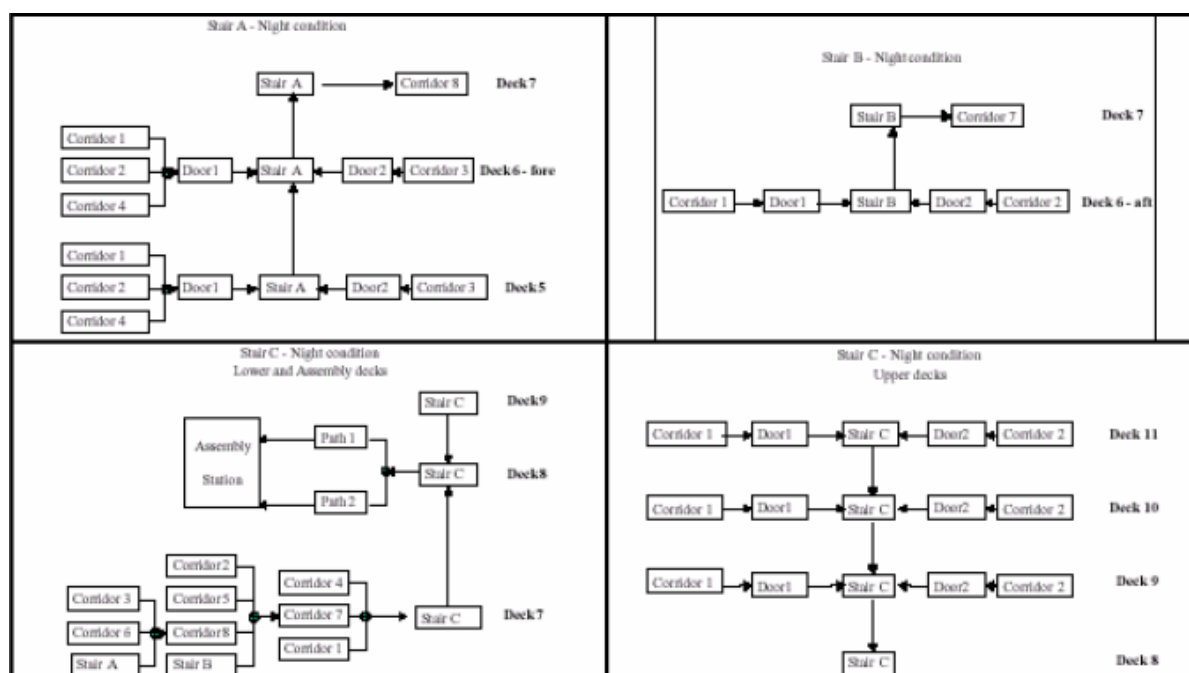 Stair A - Night condition
Stair A
Corridor 8
Deck 7
Corridor 1
Corridor 2
Door1
Stair A
Door2
Corridor 3
Deck 6 - fore
Corridor 4
Corridor 1
Corridor 2
Door1
Stair A
Door2
Corridor 3
Deck 5
Corridor 4
Stair B - Night condition
Stair B
Corridor 7
Deck 7
Corridor 1
Door1
Stair B
Door2
Corridor 2
Deck 6 - aft
Stair C - Night condition
Lower and Assembly decks
Stair C
Deck9
Assembly
Station
Path 1
Stair C
Deck8
Path 2
Corridor 2
Corridor 3
Corridor 5
Corridor 4
Corridor 6
Corridor 8
Corridor 7
Stair C
Deck 7
Stair A
Stair B
Corridor 1
Stair C - Night condition
Upper decks
Corridor 1
Door1
Stair C
Door2
Corridor 2
Deck 11
Corridor 1
Door1
Stair C
Door2
Corridor 2
Deck 10
Corridor 1
Door1
Stair C
Door2
Corridor 2
Deck 9
Stair C
Deck 8